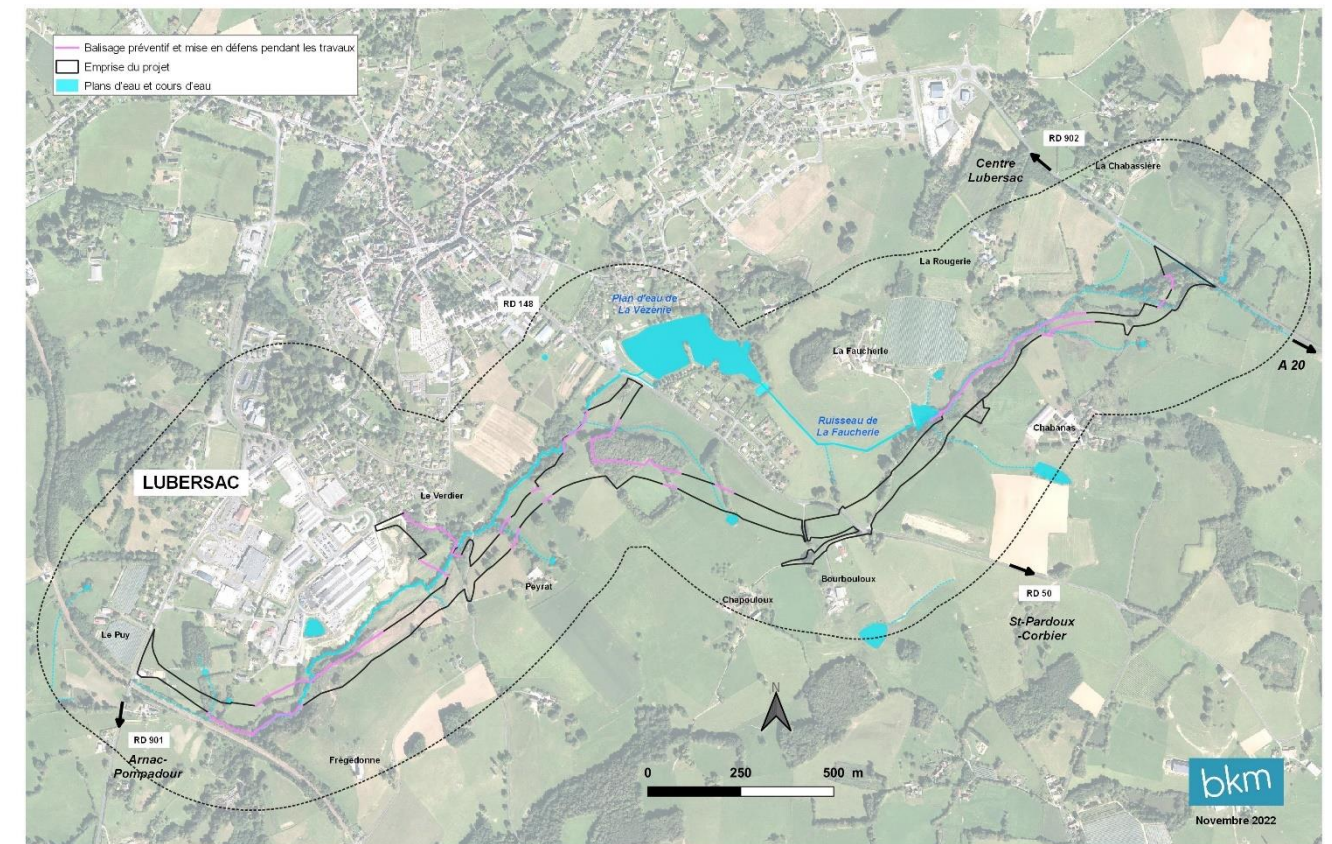 Balisage préventif et mise en défens pendant les travaux
Emprise du projet
Plans d'eau et cours d'eau
RD 902
Centre
Lubersac
La Chabassière
La Rougerie
RD 148
Plan d'eau de
La Vézénie
La Faucherie
A 20
Ruisseau de
La Faucherie
Chabanas
LUBERSAC
Le Verdier
Peyrat
Bourbouloux
Chapouloux
RD 50
St-Pardoux
-Corbier
Le Puy
RD 901
Arnac-
Pompadour
Frégédonne
N
0 250 500 m
bkm
Novembre 2022